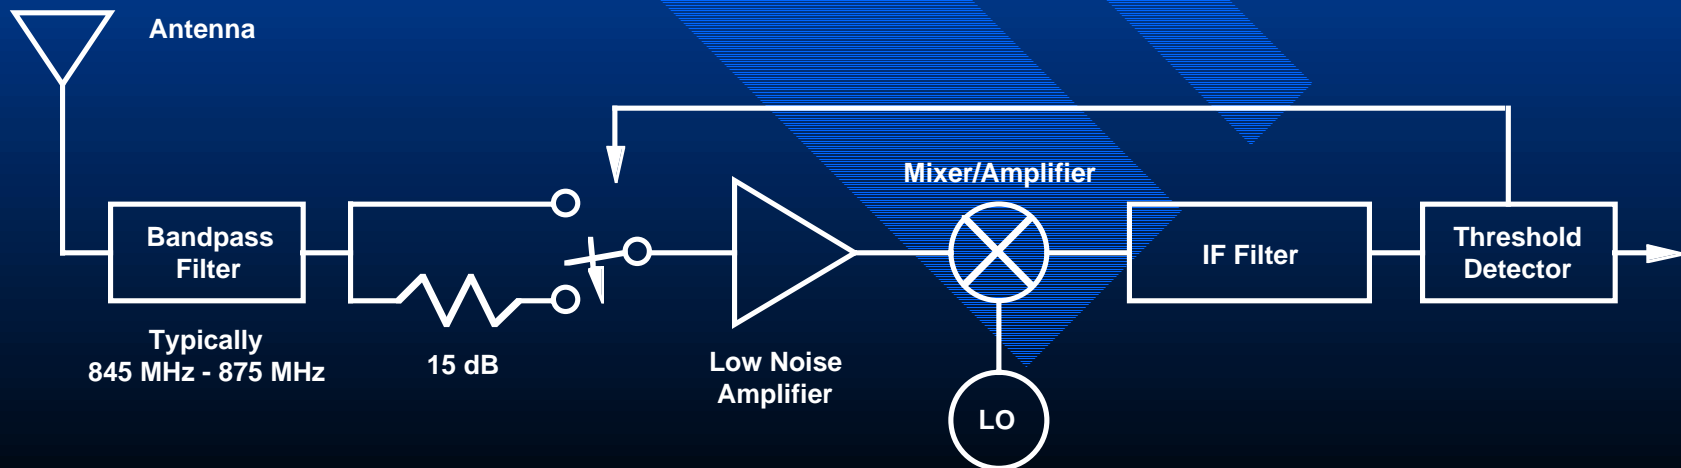 Antenna
Mixer/Amplifier
Bandpass
Filter
IF Filter
Threshold
Detector
Typically
845 MHz - 875 MHz
15 dB
Low Noise
Amplifier
LO